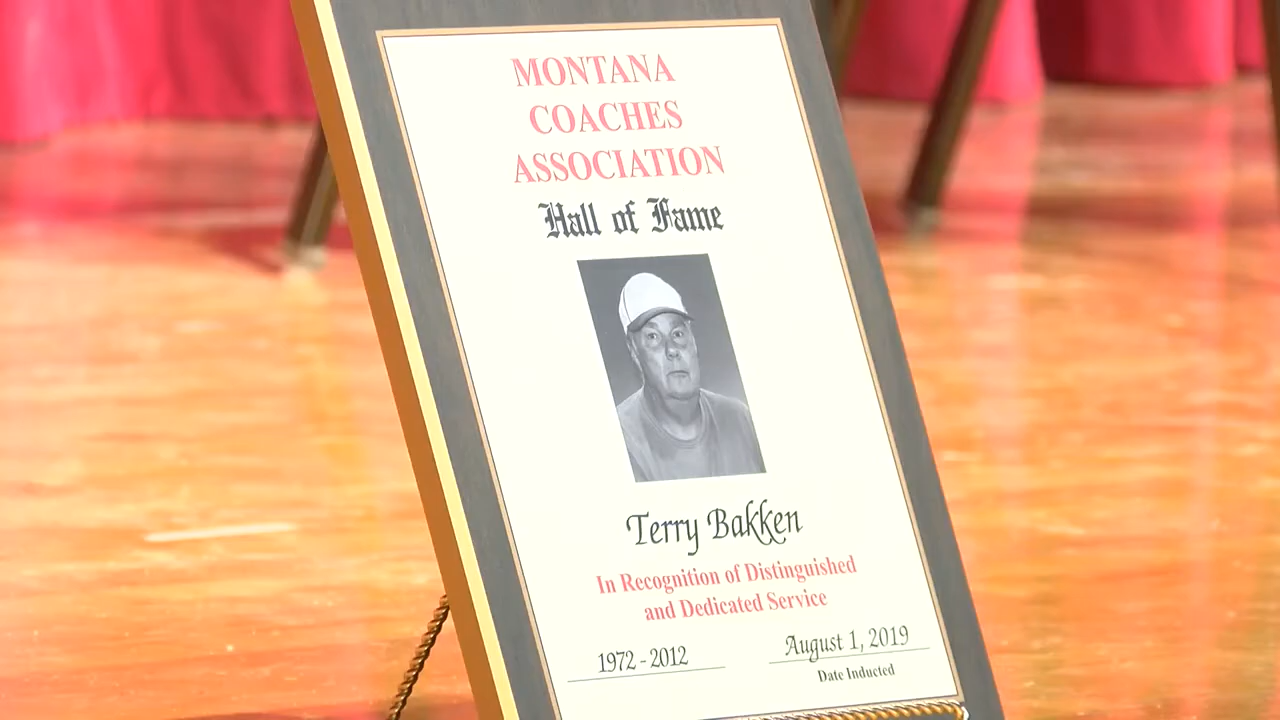 MONTANA
COACHES
ASSOCIATION
Hall of Fame
Terry Bakken
In Recognition of Distinguished
and Dedicated Service
1972 - 2012
August 1, 2019
Date Inducted